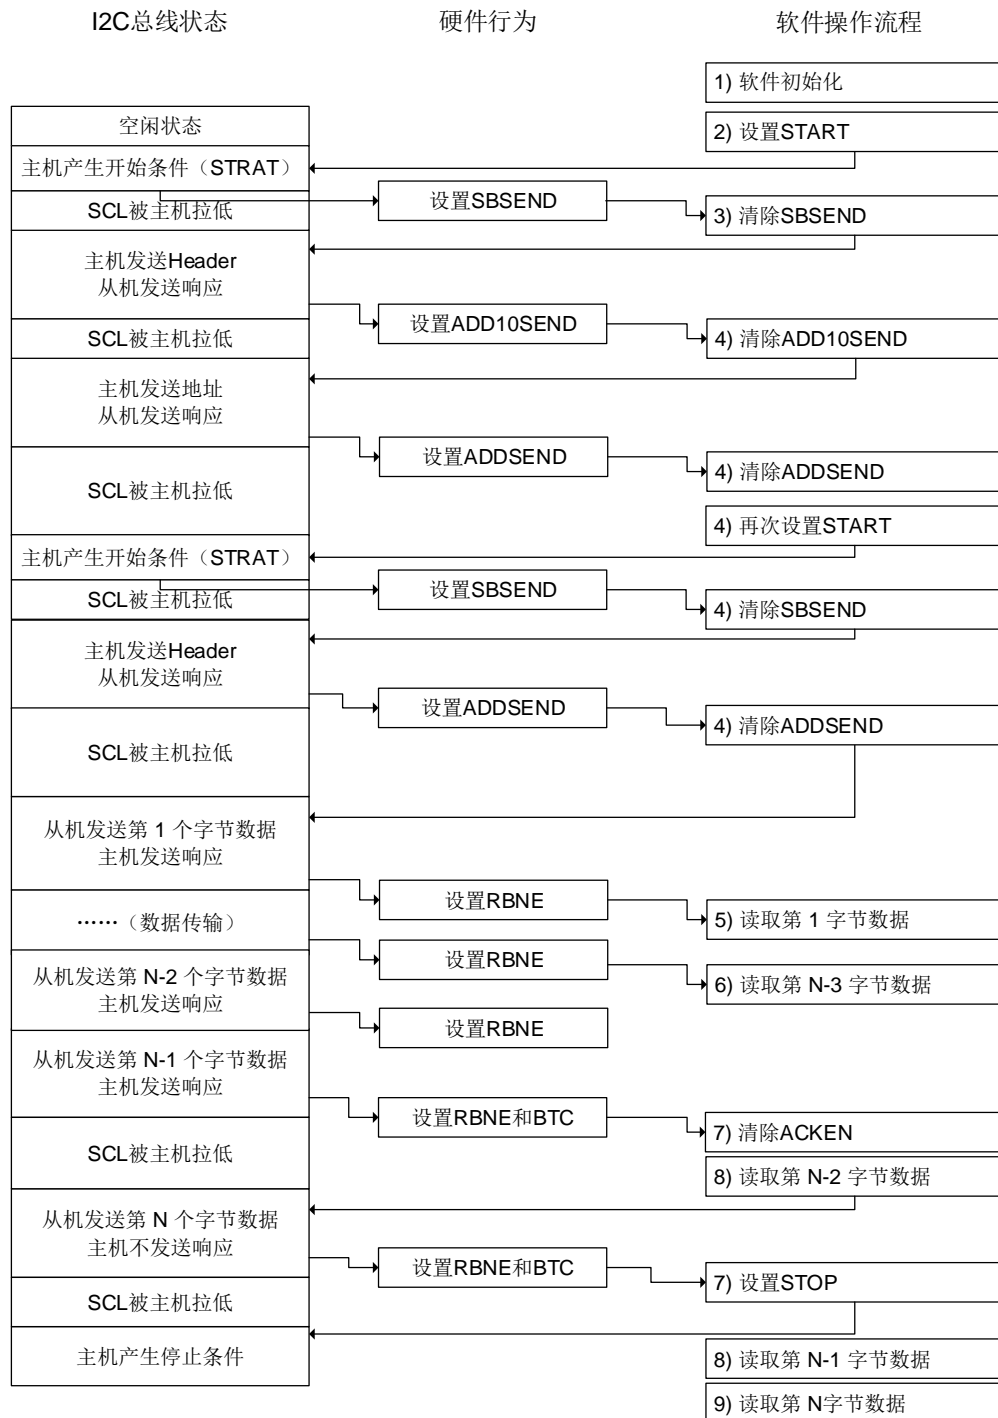 I2C总线状态 硬件行为 软件操作流程
1) 软件初始化
空闲状态
2) 设置START
主机产生开始条件（STRAT）
设置SBSEND
SCL被主机拉低
3) 清除SBSEND
主机发送Header
从机发送响应
设置ADD10SEND
SCL被主机拉低
4) 清除ADD10SEND
主机发送地址
从机发送响应
设置ADDSEND
4) 清除ADDSEND
SCL被主机拉低
4) 再次设置START
主机产生开始条件（STRAT）
设置SBSEND
SCL被主机拉低
4) 清除SBSEND
主机发送Header
从机发送响应
设置ADDSEND
4) 清除ADDSEND
SCL被主机拉低
从机发送第 1 个字节数据
主机发送响应
设置RBNE
……（数据传输）
5) 读取第 1 字节数据
设置RBNE
从机发送第 N-2 个字节数据
主机发送响应
6) 读取第 N-3 字节数据
设置RBNE
从机发送第 N-1 个字节数据
主机发送响应
设置RBNE和BTC
7) 清除ACKEN
SCL被主机拉低
8) 读取第 N-2 字节数据
从机发送第 N 个字节数据
主机不发送响应
设置RBNE和BTC
7) 设置STOP
SCL被主机拉低
主机产生停止条件
8) 读取第 N-1 字节数据
9) 读取第 N字节数据